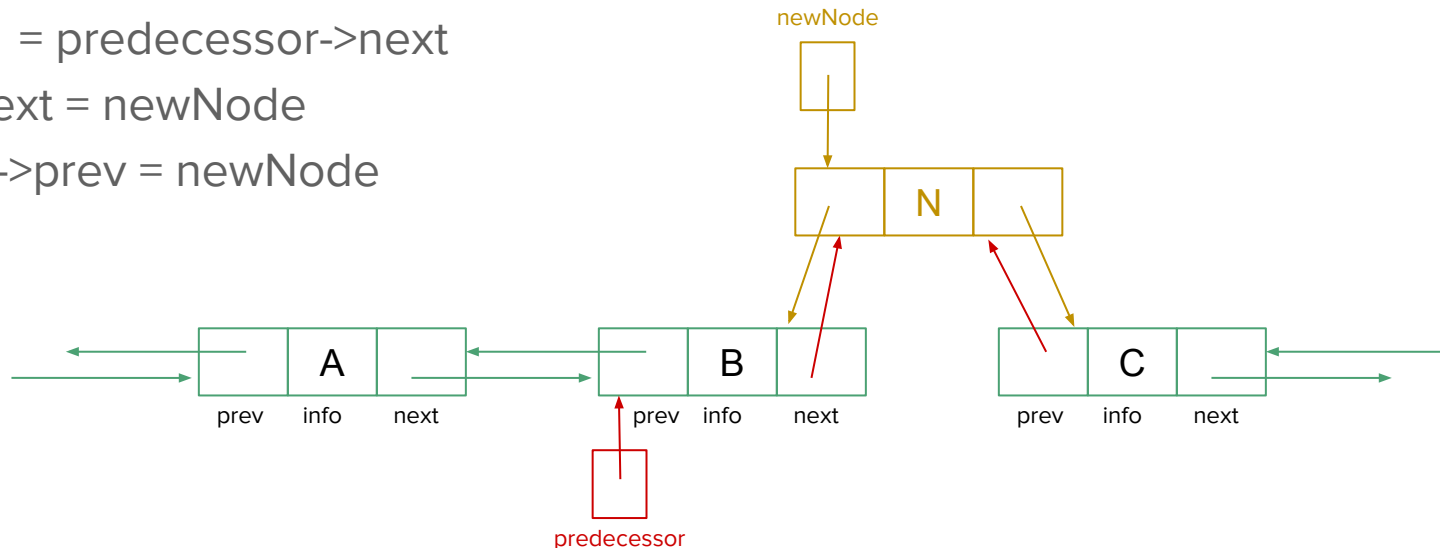 = predecessor->next
ext = newNode
->prev = newNode
newNode
N
A
B
C
prev info next
prev info next
prev info next
predecessor